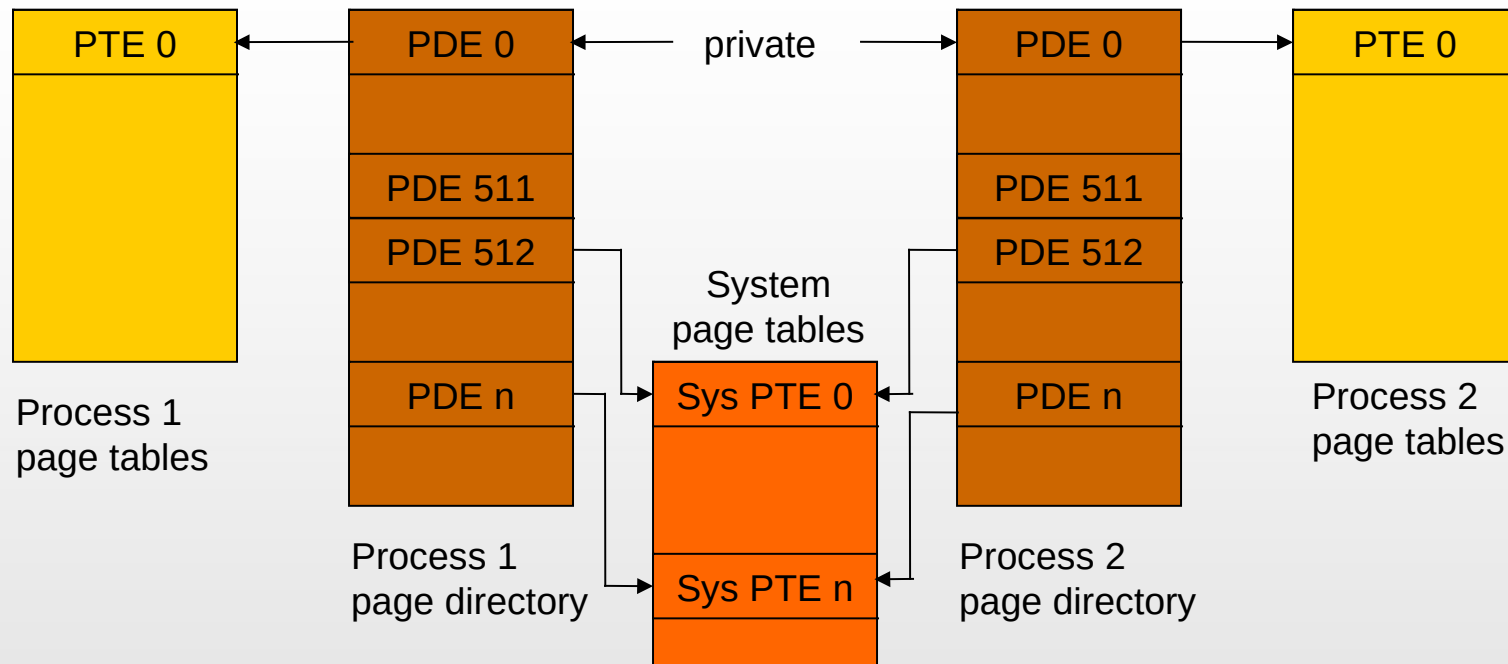 PTE 0
PDE 0
private
PDE 0
PTE 0
PDE 511
PDE 511
PDE 512
PDE 512
System
page tables
PDE n
Sys PTE 0
PDE n
Process 1
page tables
Process 2
page tables
Process 1
page directory
Sys PTE n
Process 2
page directory